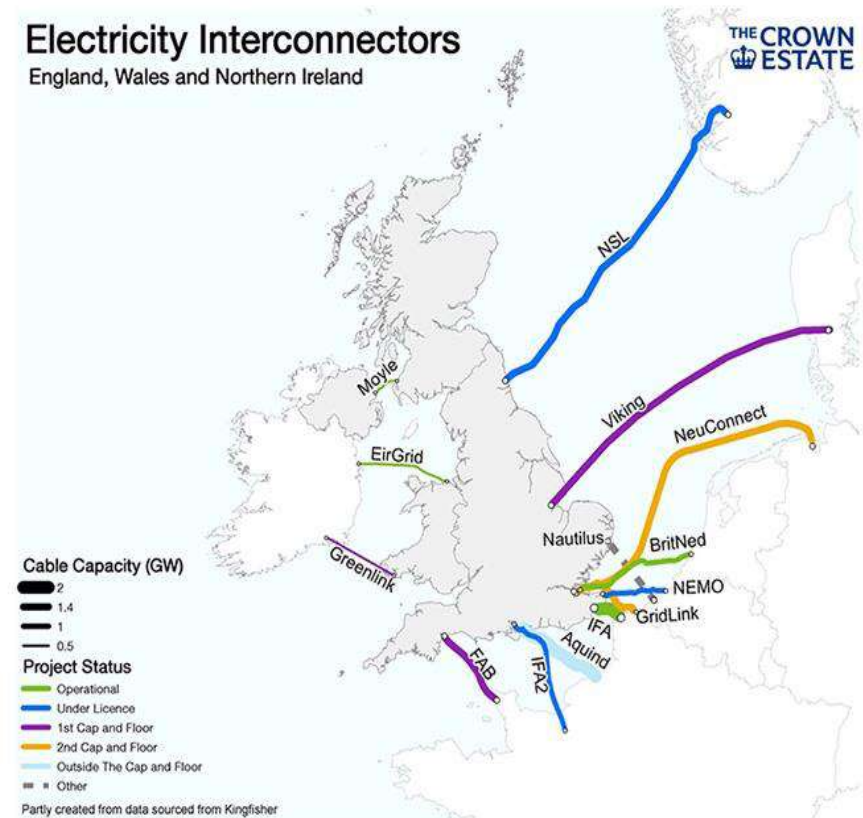 Electricity Interconnectors
England, Wales and Northern Ireland
THE CROWN
ESTATE
NSL
Viking
NeuConnect
Moyle
EirGrid
Greenlink
Nautilus
BritNed
NEMO
GridLink
IFA
Aquind
IFA2
FAB
Cable Capacity (GW)
2
1.4
1
0.5
Project Status
Operational
Under Licence
1st Cap and Floor
2nd Cap and Floor
Outside The Cap and Floor
Other
Partly created from data sourced from Kingfisher